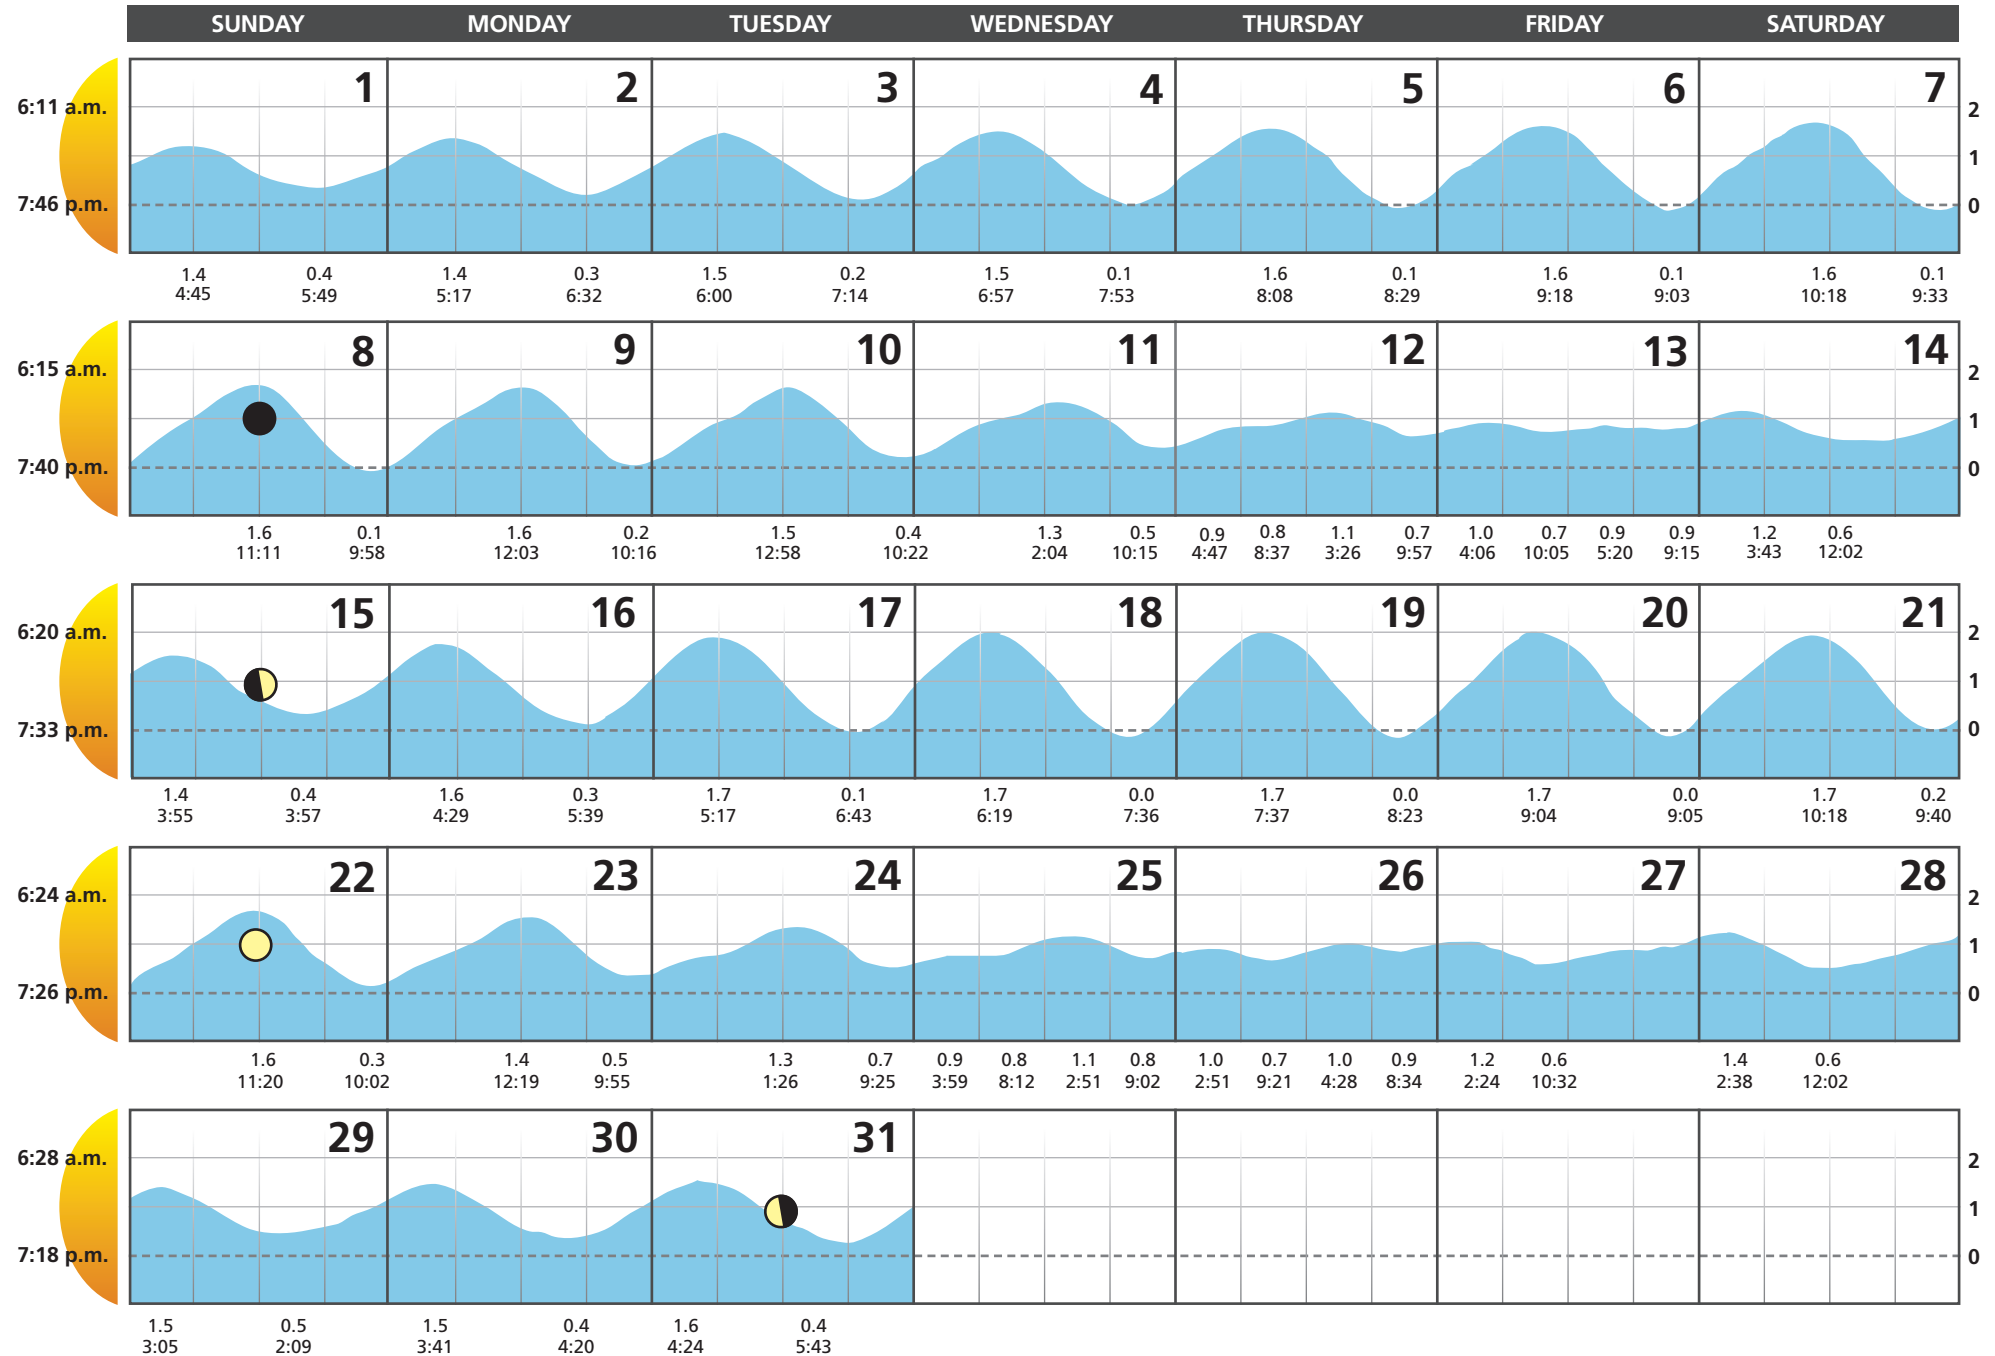 SUNDAY MONDAY TUESDAY WEDNESDAY THURSDAY FRIDAY SATURDAY
1 2 3 4 5 6 7
6:11 a.m. 2
1
7:46 p.m. 0
1.4 0.4 1.4 0.3 1.5 0.2 1.5 0.1 1.6 0.1 1.6 0.1 1.6 0.1
4:45 5:49 5:17 6:32 6:00 7:14 6:57 7:53 8:08 8:29 9:18 9:03 10:18 9:33
8 9 10 11 12 13 14
6:15 a.m. 2
1
7:40 p.m. 0
1.6 0.1 1.6 0.2 1.5 0.4 1.3 0.5 0.9 0.8 1.1 0.7 1.0 0.7 0.9 0.9 1.2 0.6
11:11 9:58 12:03 10:16 12:58 10:22 2:04 10:15 4:47 8:37 3:26 9:57 4:06 10:05 5:20 9:15 3:43 12:02
15 16 17 18 19 20 21
6:20 a.m. 2
1
7:33 p.m. 0
1.4 0.4 1.6 0.3 1.7 0.1 1.7 0.0 1.7 0.0 1.7 0.0 1.7 0.2
3:55 3:57 4:29 5:39 5:17 6:43 6:19 7:36 7:37 8:23 9:04 9:05 10:18 9:40
22 23 24 25 26 27 28
6:24 a.m. 2
1
7:26 p.m. 0
1.6 0.3 1.4 0.5 1.3 0.7 0.9 0.8 1.1 0.8 1.0 0.7 1.0 0.9 1.2 0.6 1.4 0.6
11:20 10:02 12:19 9:55 1:26 9:25 3:59 8:12 2:51 9:02 2:51 9:21 4:28 8:34 2:24 10:32 2:38 12:02
29 30 31
6:28 a.m. 2
1
7:18 p.m. 0
1.5 0.5 1.5 0.4 1.6 0.4
3:05 2:09 3:41 4:20 4:24 5:43